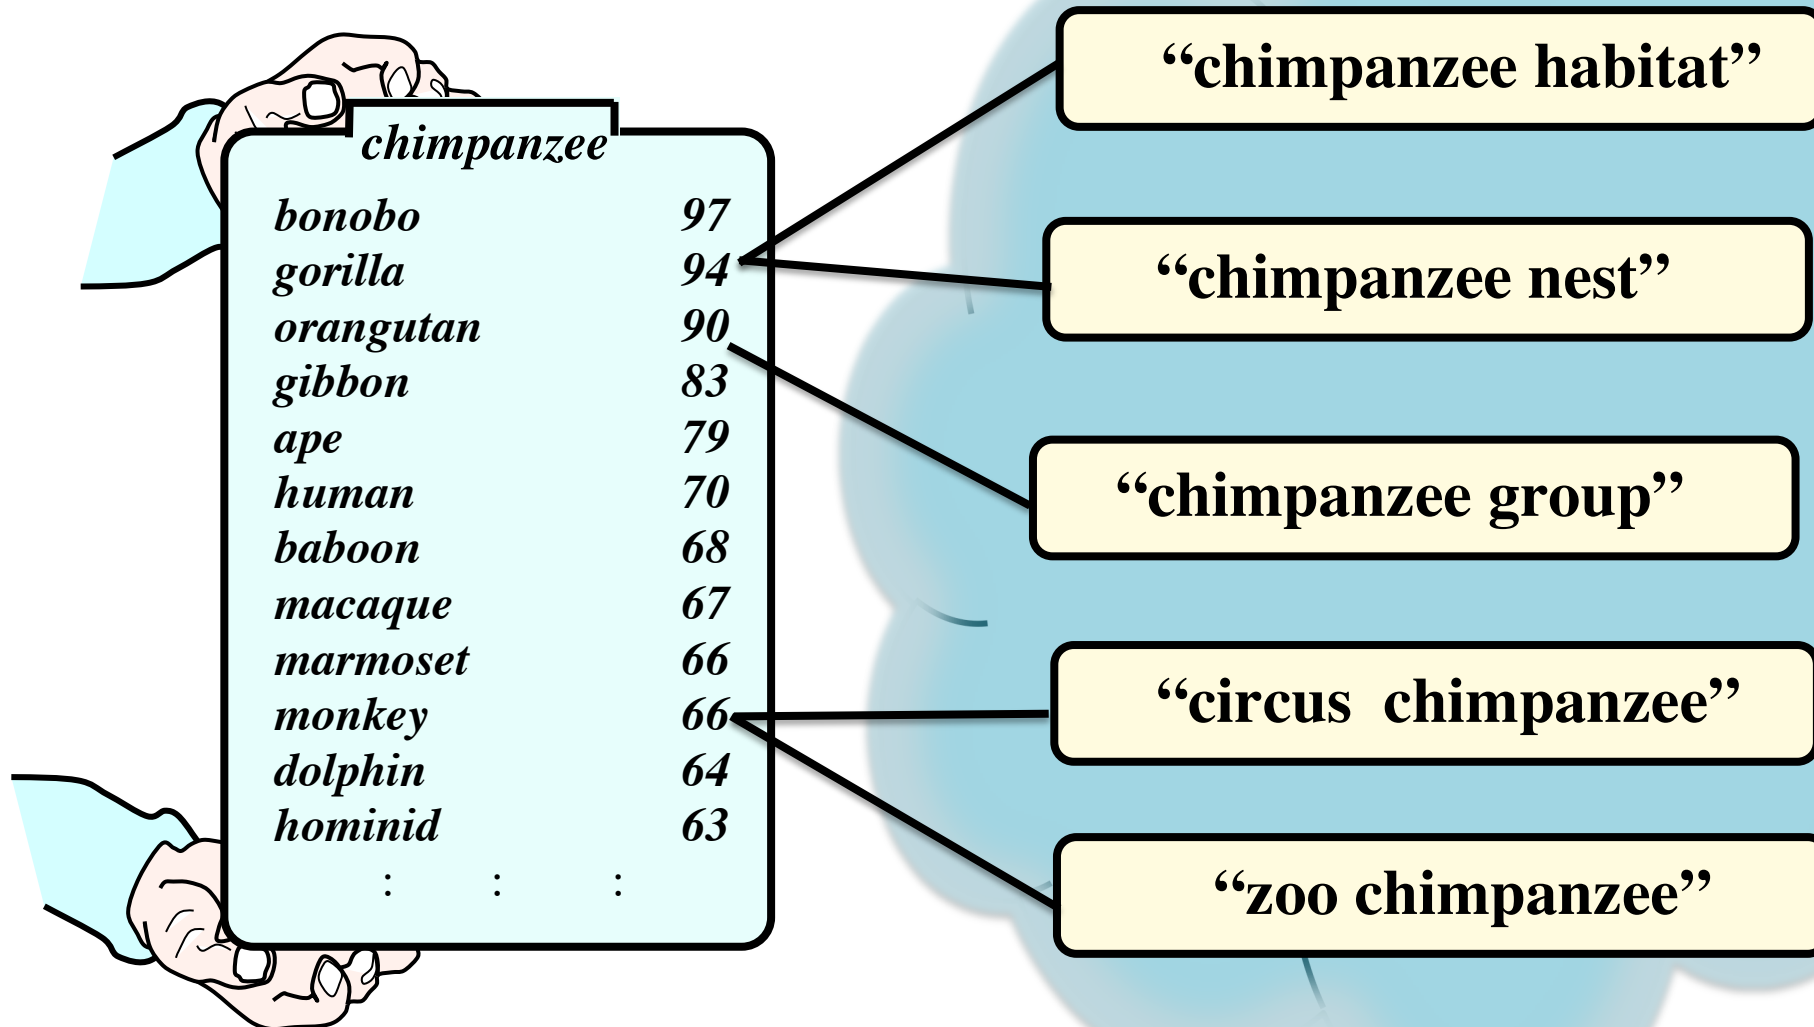 chimpanzee
bonobo 97
gorilla 94
orangutan 90
gibbon 83
ape 79
human 70
baboon 68
macaque 67
marmoset 66
monkey 66
dolphin 64
hominid 63
: : :
“chimpanzee habitat”
“chimpanzee nest”
“chimpanzee group”
“circus  chimpanzee”
“zoo chimpanzee”